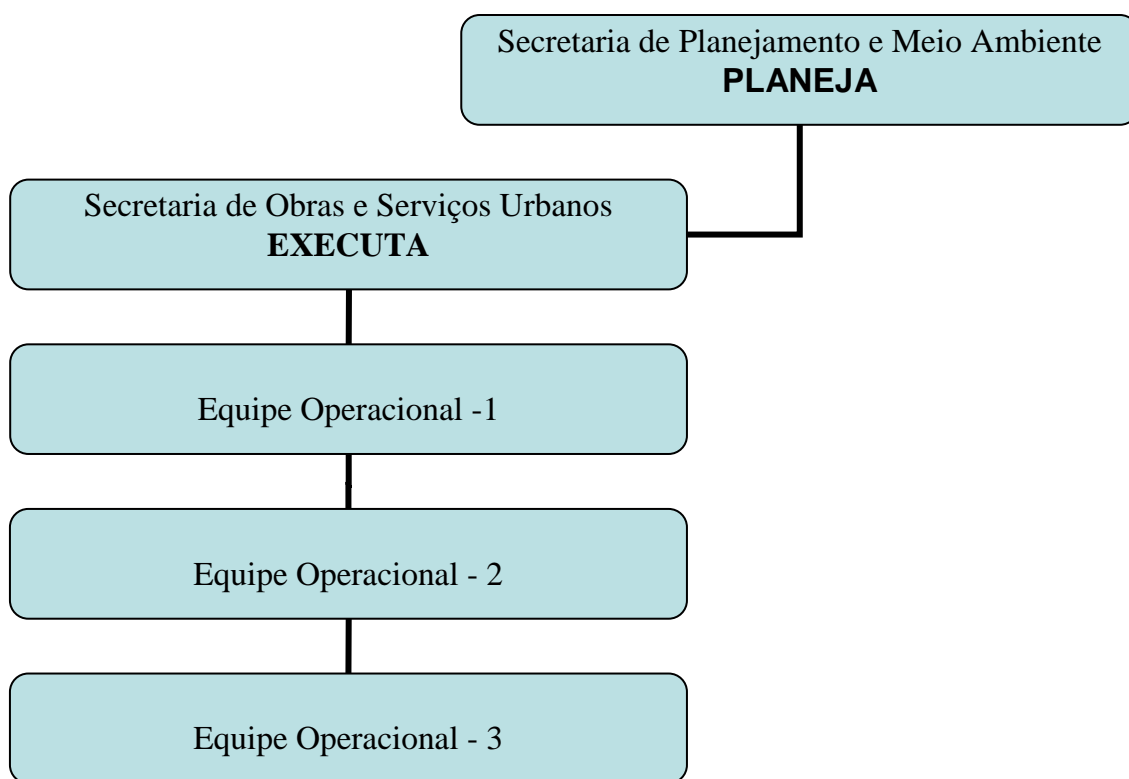 Secretaria de Planejamento e Meio Ambiente
PLANEJA
Secretaria de Obras e Serviços Urbanos
EXECUTA
Equipe Operacional -1
Equipe Operacional - 2
Equipe Operacional - 3